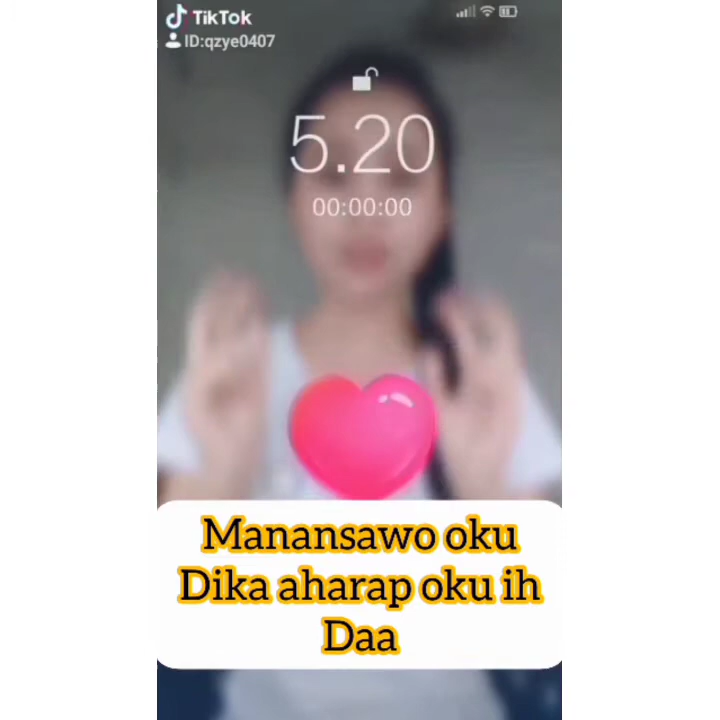 TikTok
ID:qzye0407
5.20
00:00:00
Manansawo oku
Dika aharap oku ih
Daa